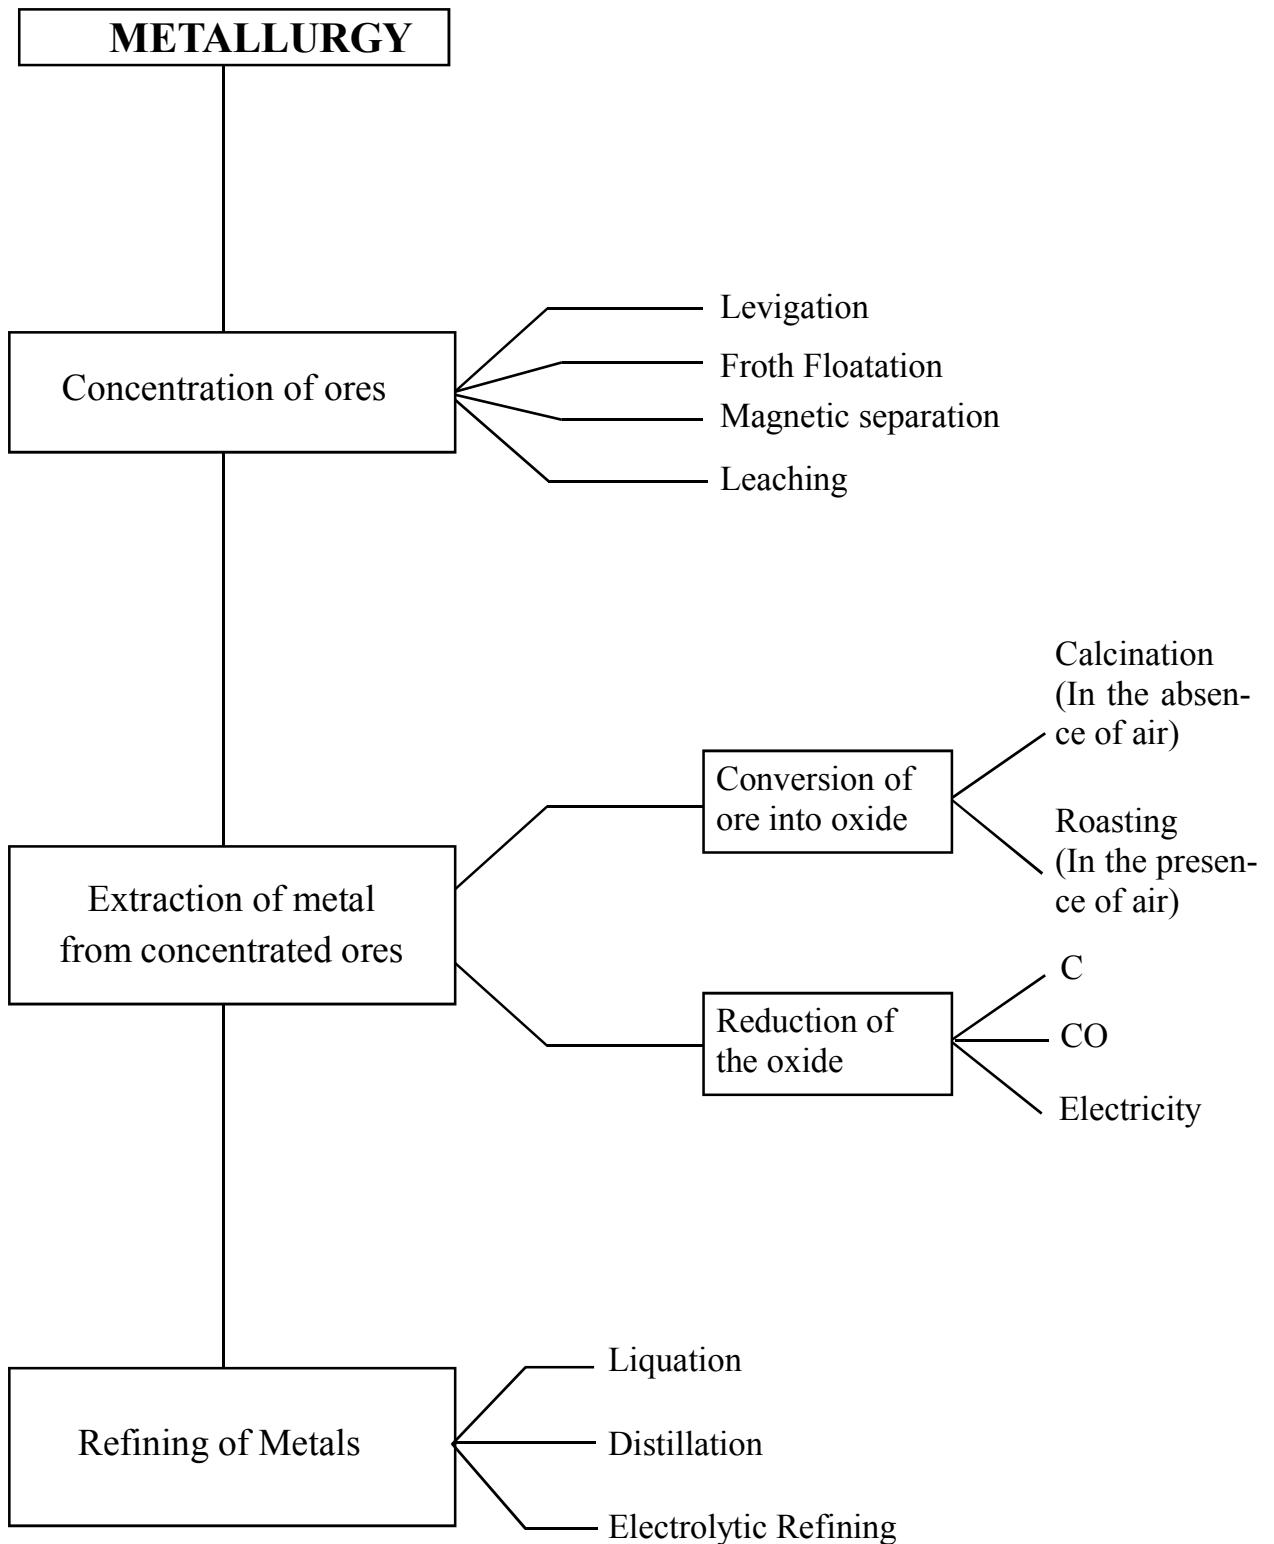 METALLURGY
Levigation
Froth Floatation
Concentration of ores
Magnetic separation
Leaching
Calcination
(In the absen-
ce of air)
Conversion of
ore into oxide
Roasting
(In the presen-
ce of air)
Extraction of metal
from concentrated ores
C
Reduction of
the oxide
CO
Electricity
Liquation
Refining of Metals
Distillation
Electrolytic Refining